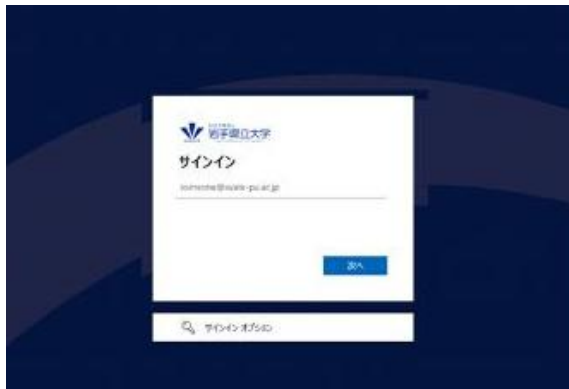 岩手県立大学
サインイン
someone@iwate-pu.ac.jp
次へ
サインイン オプション